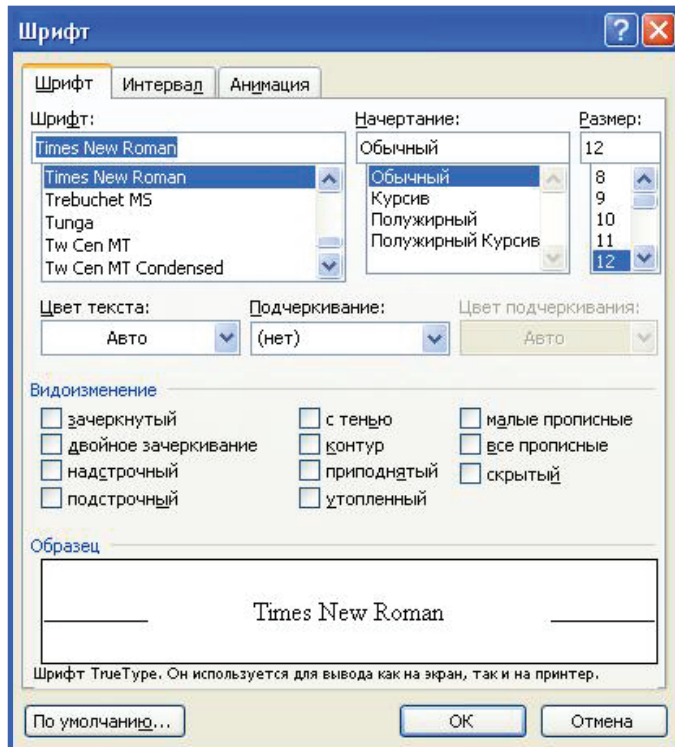 Шрифт
Шрифт Интервал Анимация
Шрифт: Начертание: Размер:
Times New Roman Обычный 12
Times New Roman Обычный 8
Trebuchet MS Курсив 9
Tunga Полужирный 10
Tw Cen MT Полужирный Курсив 11
Tw Cen MT Condensed 12
Цвет текста: Подчеркивание: Цвет подчеркивания:
Авто (нет) Авто
Видоизменение
зачеркнутый с тенью малые прописные
двойное зачеркивание контур все прописные
надстрочный приподнятый скрытый
подстрочный утопленный
Образец
Times New Roman
Шрифт TrueType. Он используется для вывода как на экран, так и на принтер.
По умолчанию... ОК Отмена